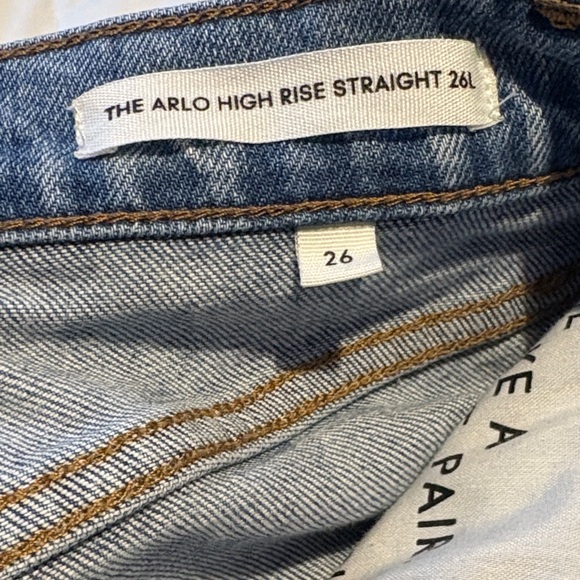 THE ARLO HIGH RISE STRAIGHT 26L
26
A
PAIR